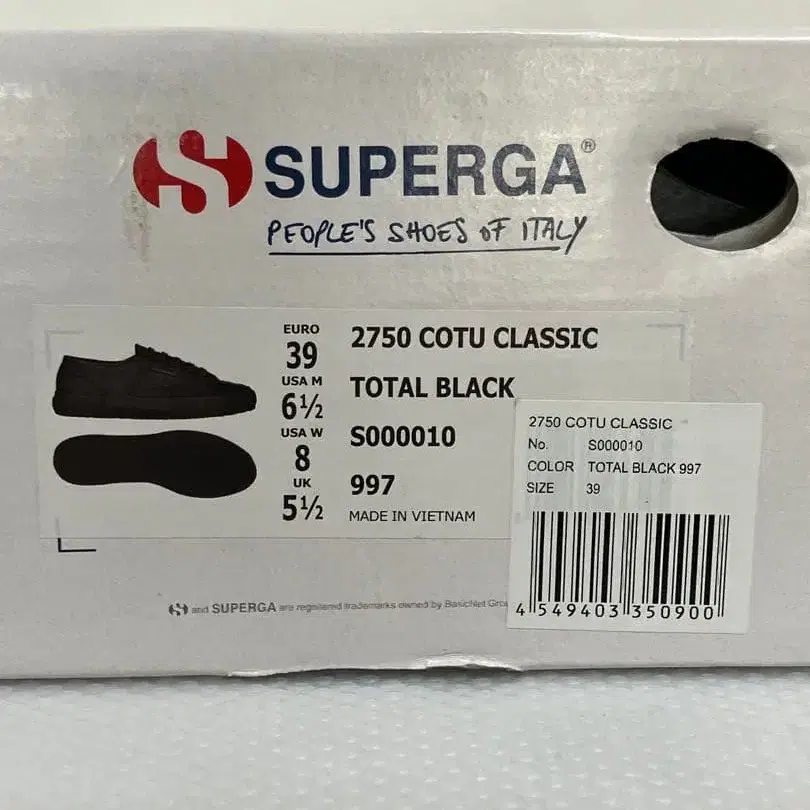 SUPERGA®
PEOPLE'S SHOES OF ITALY
EURO
39
USA M
6½
USA W
8
UK
5½
2750 COTU CLASSIC
TOTAL BLACK
S000010
997
MADE IN VIETNAM
2750 COTU CLASSIC
No. S000010
COLOR TOTAL BLACK 997
SIZE 39
4 549403 350900
and SUPERGA are registered trademarks owned by BasicNet